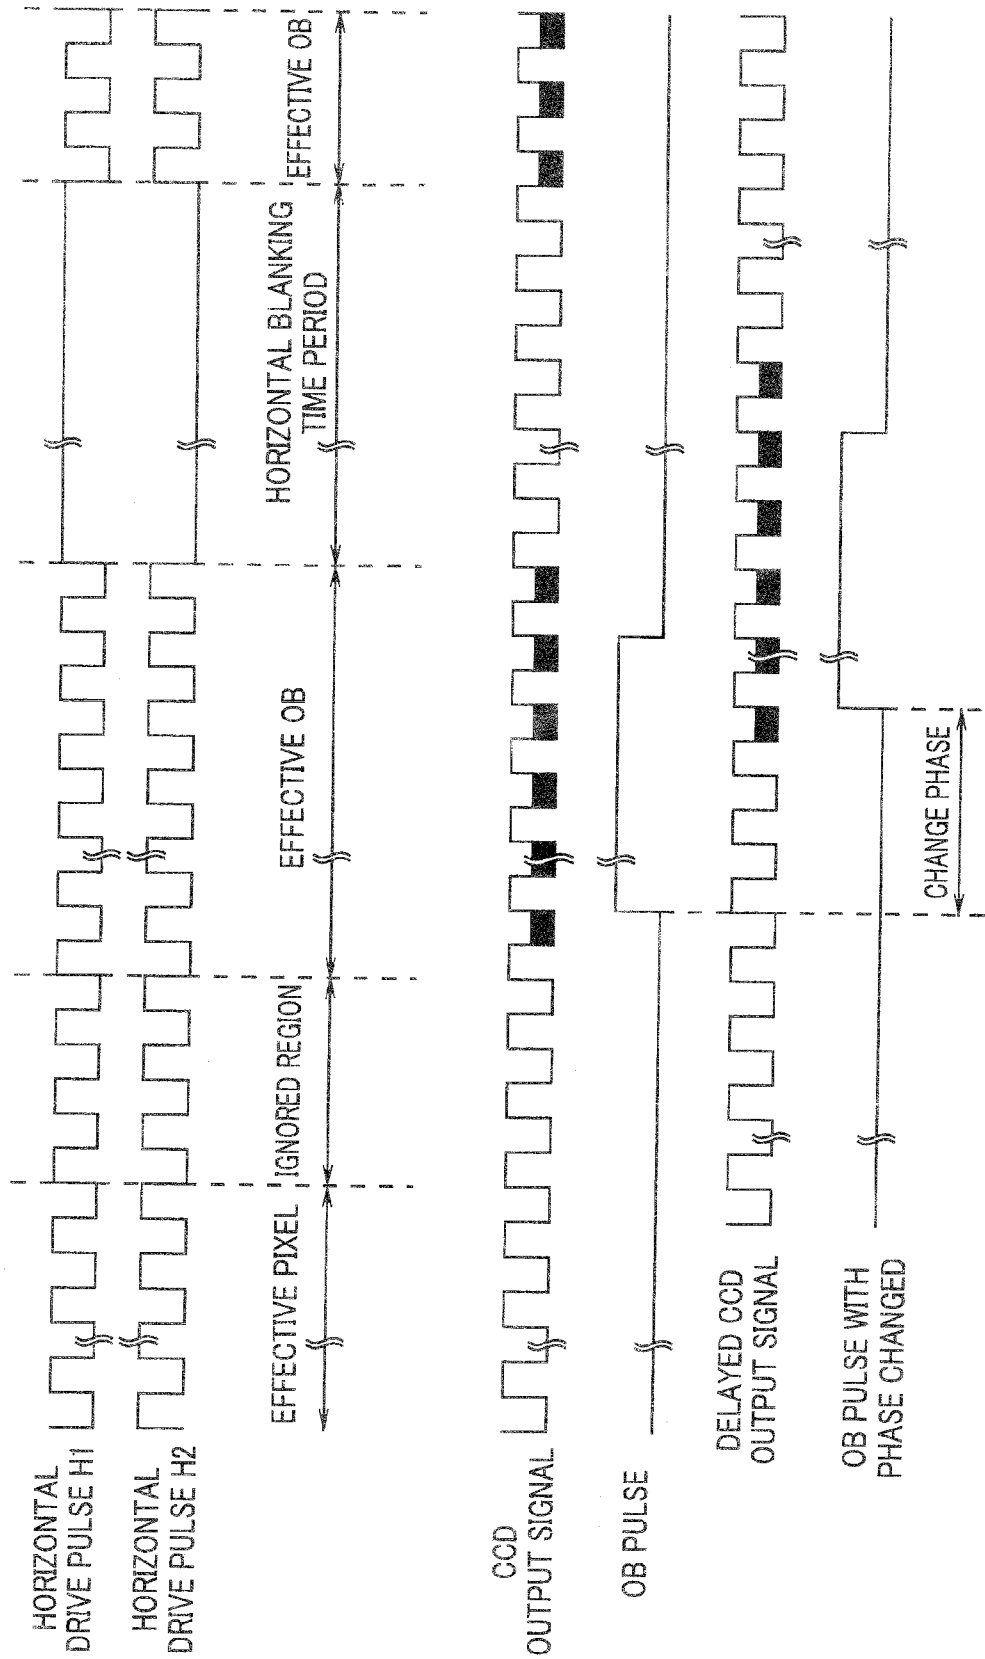 HORIZONTAL
DRIVE PULSE H1
HORIZONTAL
DRIVE PULSE H2
EFFECTIVE PIXEL
IGNORED REGION
EFFECTIVE OB
HORIZONTAL BLANKING
TIME PERIOD
EFFECTIVE OB
CCD
OUTPUT SIGNAL
OB PULSE
DELAYED CCD
OUTPUT SIGNAL
OB PULSE WITH
PHASE CHANGED
CHANGE PHASE